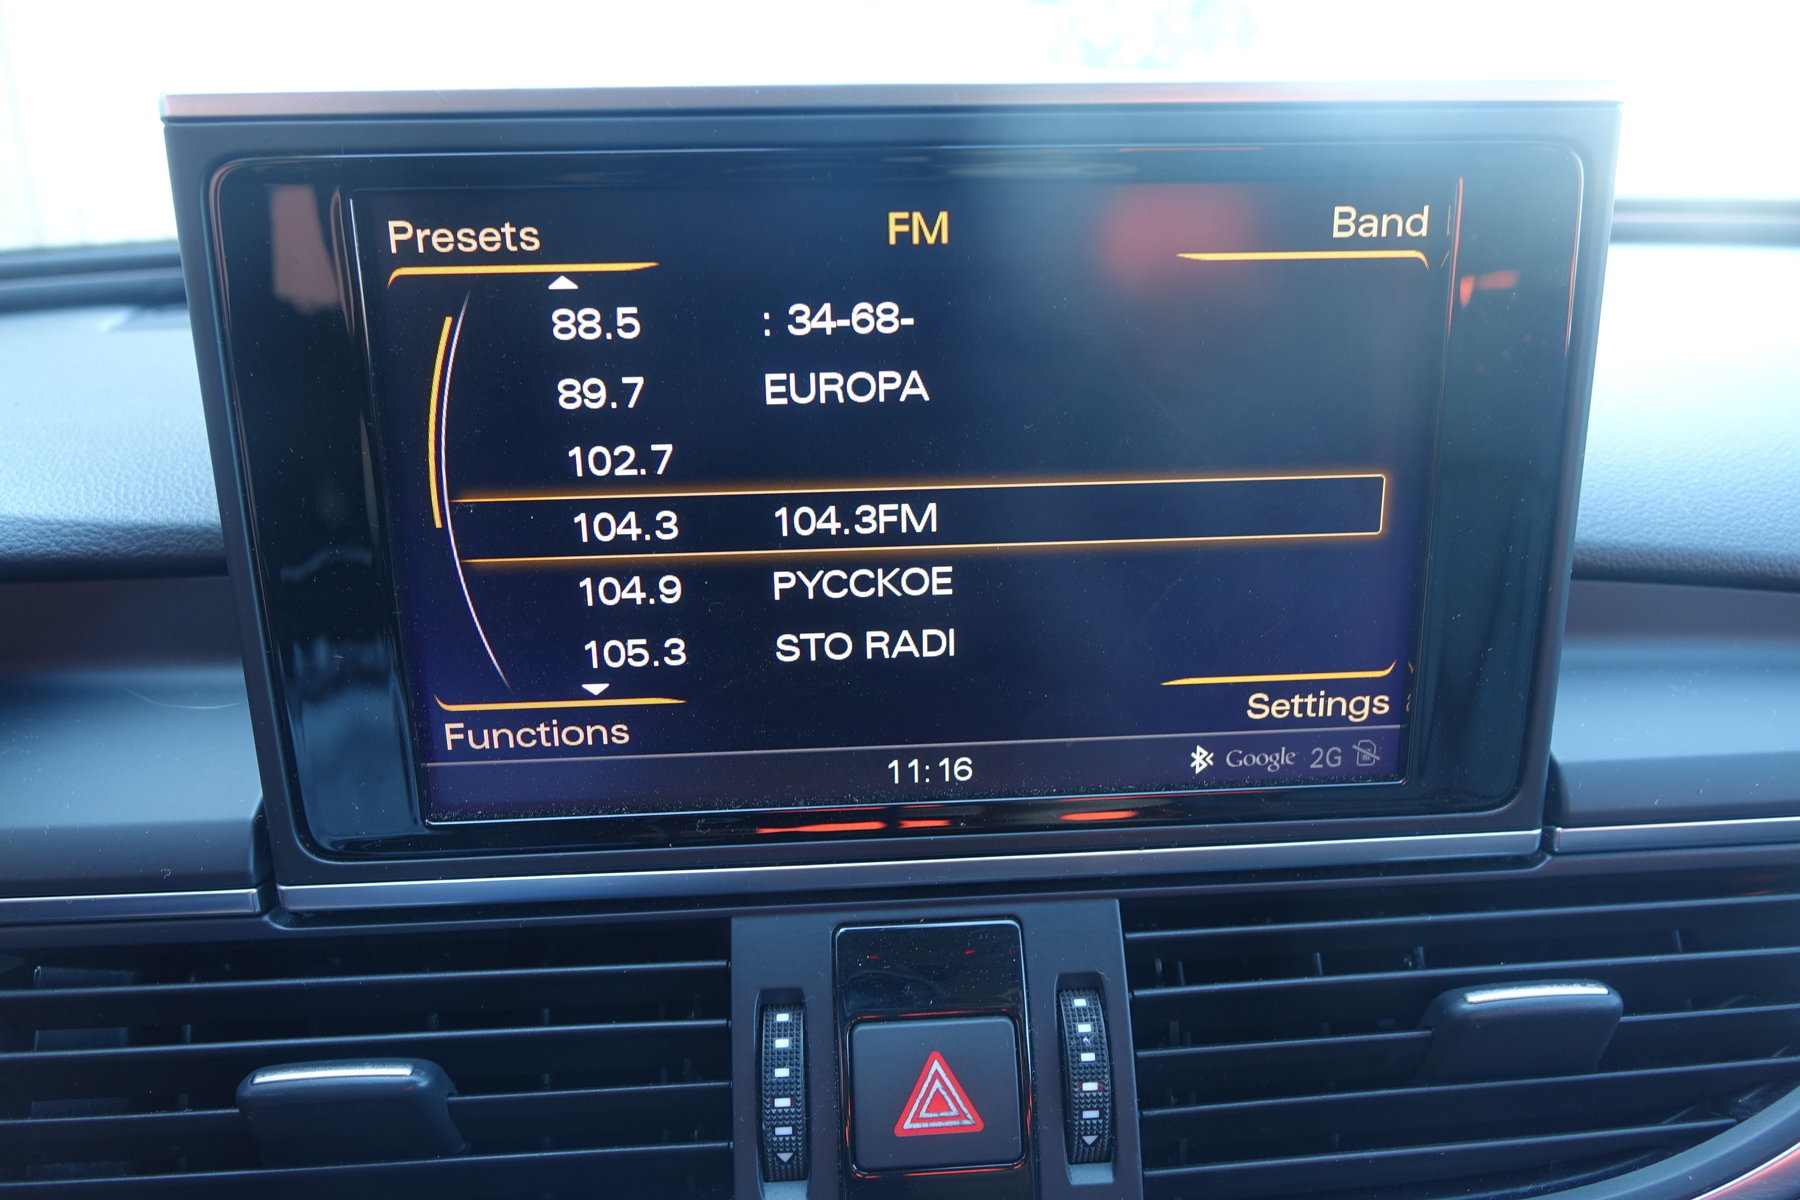 Presets
FM
Band
88.5 : 34-68-
89.7 EUROPA
102.7
104.3 104.3FM
104.9 PYCCKOE
105.3 STO RADI
Functions
Settings
11:16
Google 2G